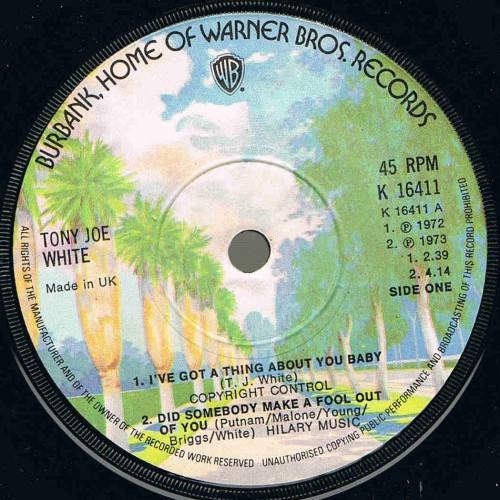 BURBANK, HOME OF WARNER BROS. RECORDS
WB
45 RPM
K 16411
K 16411 A
1. Ⓟ 1972
2. Ⓟ 1973
1. 2.39
2. 4.14
SIDE ONE
TONY JOE
WHITE
Made in UK
1. I'VE GOT A THING ABOUT YOU BABY
(T. J. White)
COPYRIGHT CONTROL
2. DID SOMEBODY MAKE A FOOL OUT
OF YOU (Putnam/Malone/Young/
Briggs/White) HILARY MUSIC
ALL RIGHTS OF THE MANUFACTURER AND OF THE OWNER OF THE RECORDED WORK RESERVED UNAUTHORISED COPYING PUBLIC PERFORMANCE AND BROADCASTING OF THIS RECORD PROHIBITED